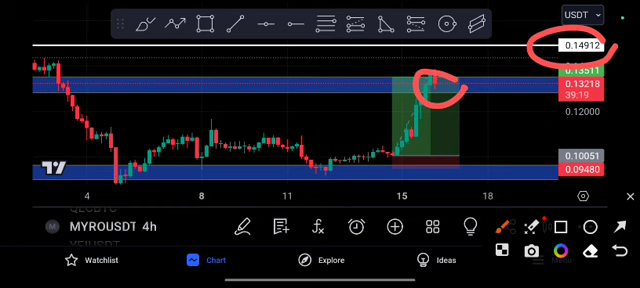 USDT
0.14912
0.13511
0.13218
39:19
0.12000
0.10051
0.09480
4 8 11 15 18
M MYROUSDT 4h
Watchlist Chart Explore Ideas